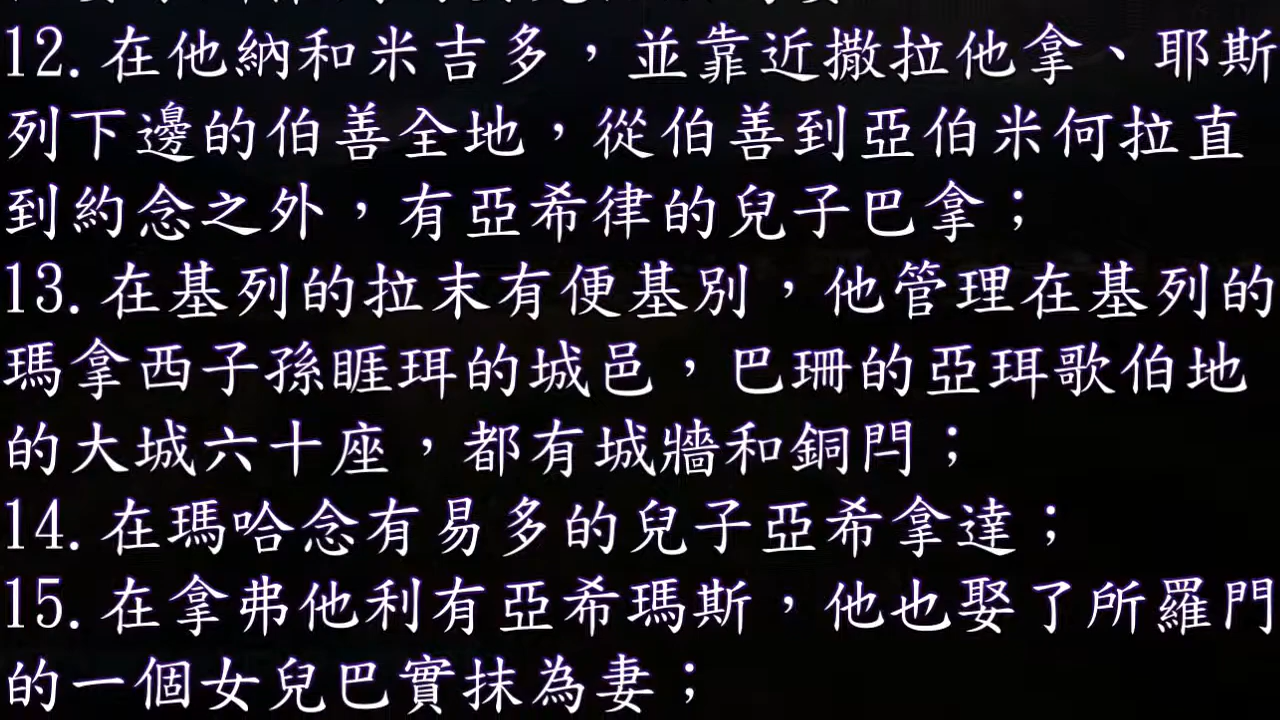 12.在他納和米吉多，並靠近撒拉他拿、耶斯
列下邊的伯善全地，從伯善到亞伯米何拉直
到約念之外，有亞希律的兒子巴拿；
13.在基列的拉末有便基別，他管理在基列的
瑪拿西子孫睚珥的城邑，巴珊的亞珥歌伯地
的大城六十座，都有城牆和銅閂；
14.在瑪哈念有易多的兒子亞希拿達；
15.在拿弗他利有亞希瑪斯，他也娶了所羅門
的一個女兒巴實抹為妻；